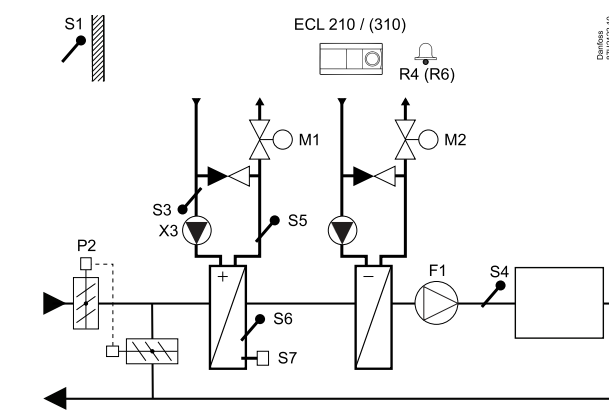 S1
ECL 210 / (310)
R4 (R6)
Danfoss
M1
M2
S3
X3
S5
P2
+
−
F1
S4
S6
S7